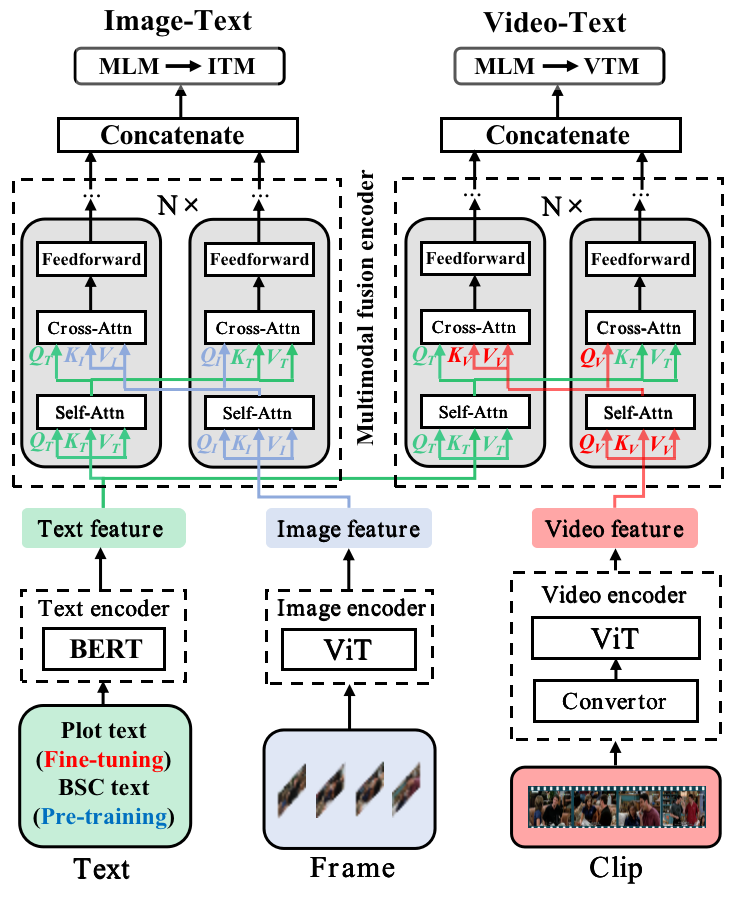 Image-Text
Video-Text
MLM → ITM
MLM → VTM
Concatenate
Concatenate
... N× ...
... N× ...
Multimodal fusion encoder
Feedforward
Feedforward
Feedforward
Feedforward
Cross-Attn
Cross-Attn
Cross-Attn
Cross-Attn
Q_T K_I V_I
Q_I K_T V_T
Q_T K_V V_V
Q_V K_T V_T
Self-Attn
Self-Attn
Self-Attn
Self-Attn
Q_T K_T V_T
Q_I K_I V_I
Q_T K_T V_T
Q_V K_V V_V
Text feature
Image feature
Video feature
Text encoder
BERT
Image encoder
ViT
Video encoder
ViT
Convertor
Plot text
(Fine-tuning)
BSC text
(Pre-training)
Text
Frame
Clip